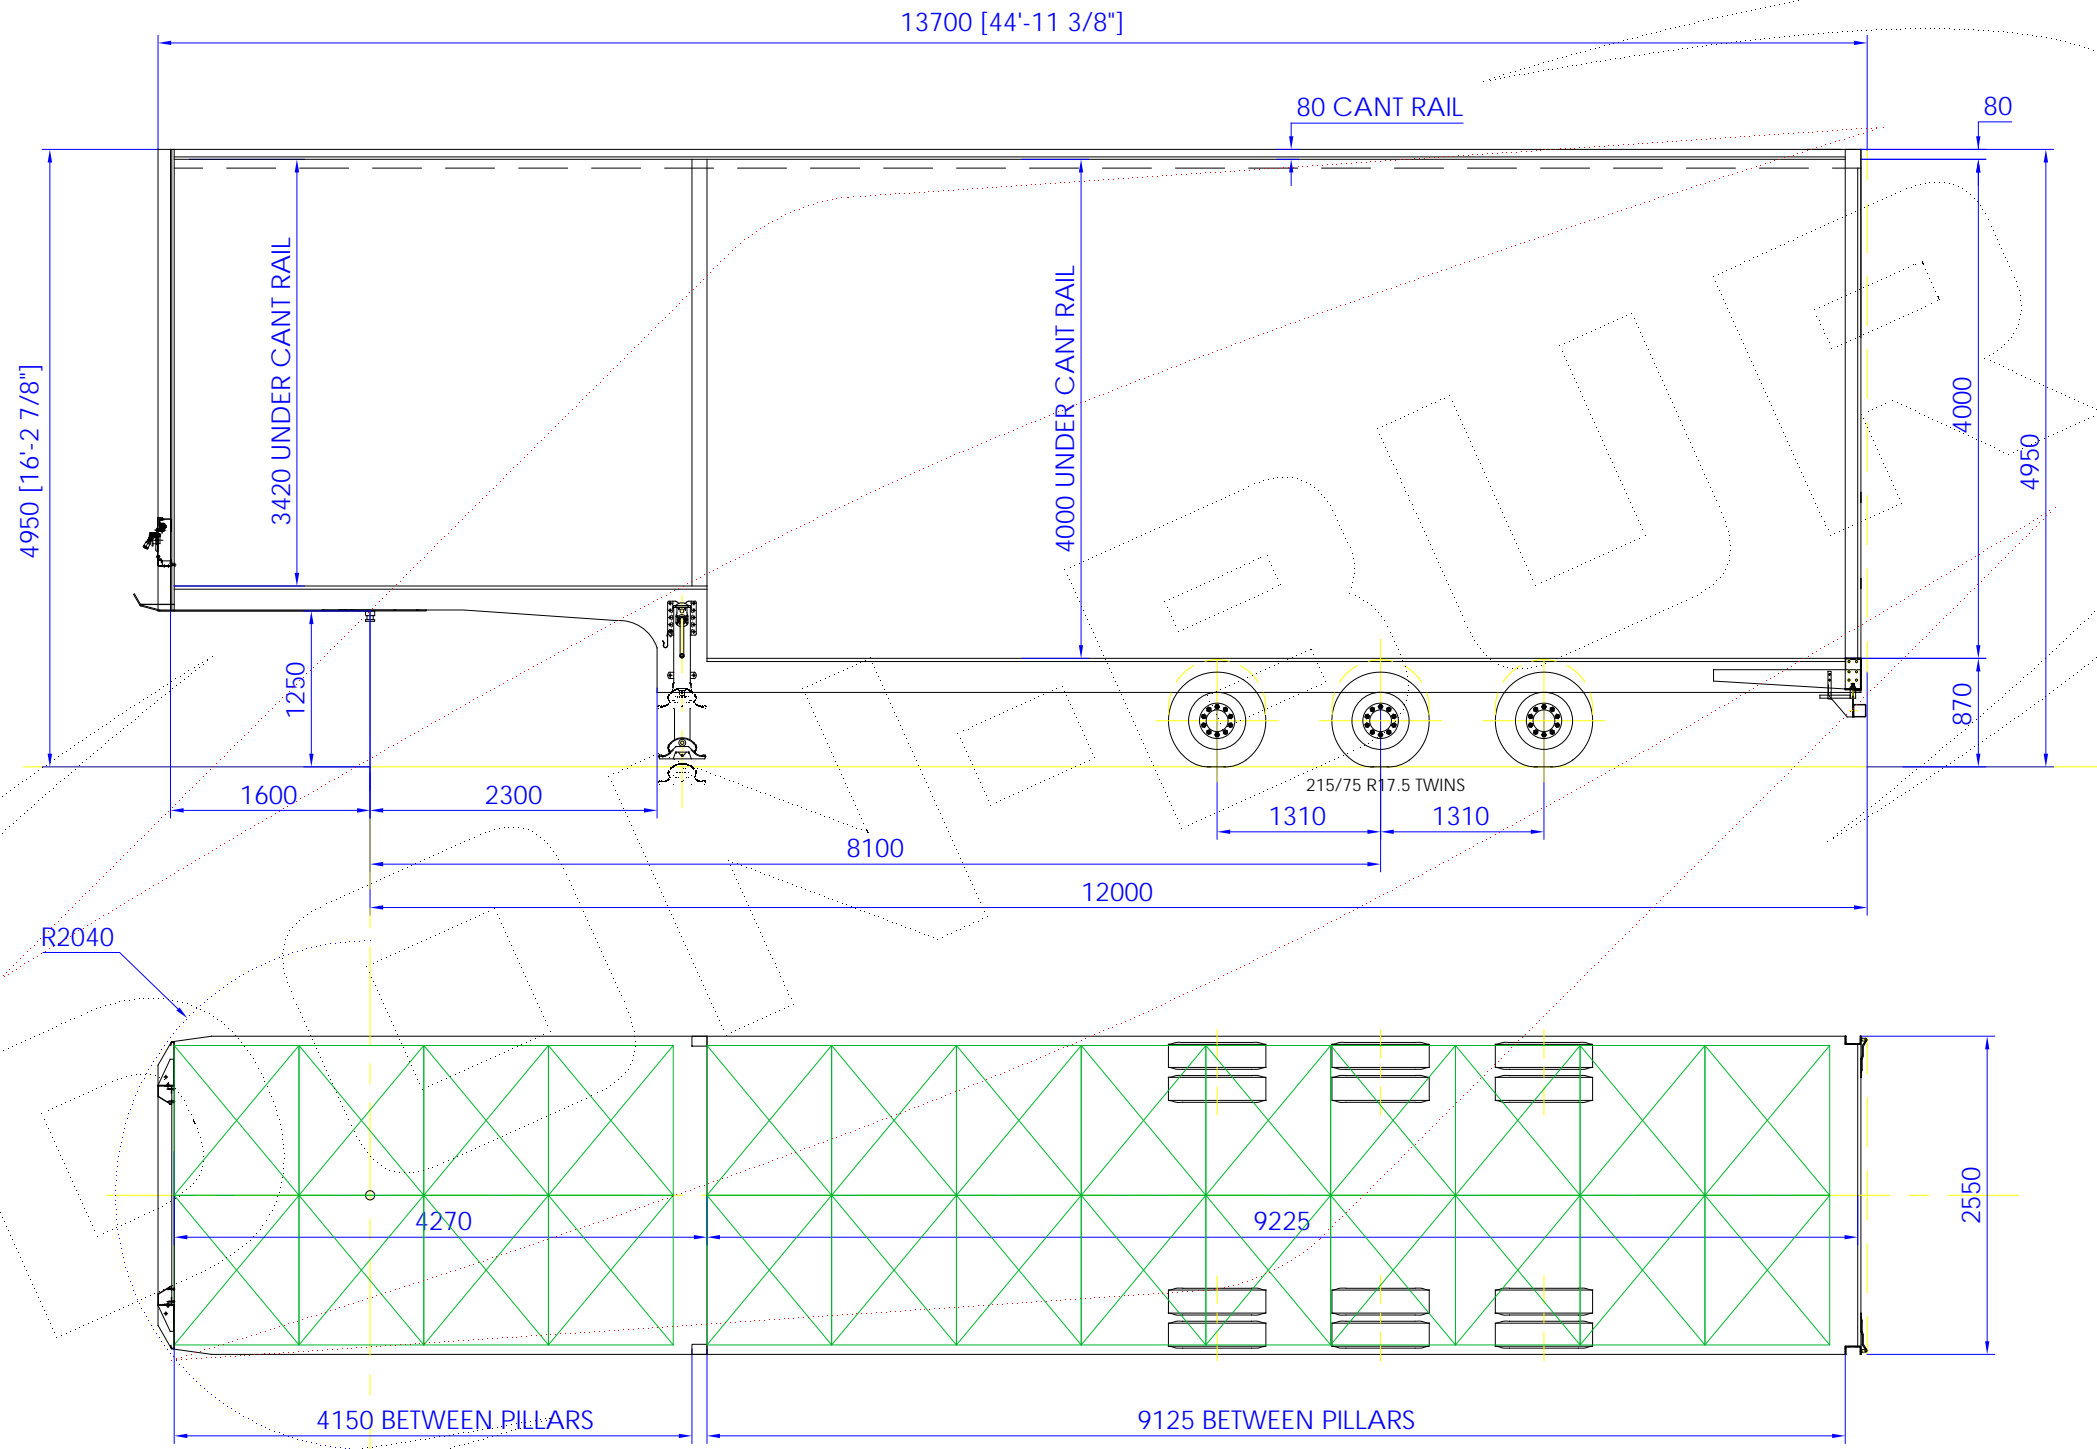 13700 [44'-11 3/8"]
80 CANT RAIL
80
4950 [16'-2 7/8"]
3420 UNDER CANT RAIL
4000 UNDER CANT RAIL
4000
4950
1250
870
1600
2300
215/75 R17.5 TWINS
1310
1310
8100
12000
R2040
4270
9225
2550
4150 BETWEEN PILLARS
9125 BETWEEN PILLARS